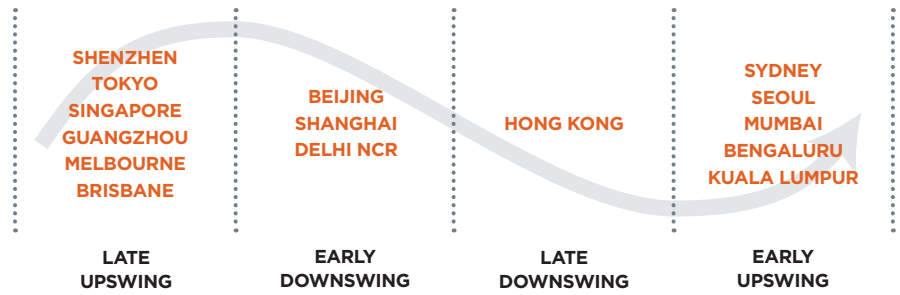 SHENZHEN
TOKYO
SINGAPORE
GUANGZHOU
MELBOURNE
BRISBANE
BEIJING
SHANGHAI
DELHI NCR
HONG KONG
SYDNEY
SEOUL
MUMBAI
BENGALURU
KUALA LUMPUR
LATE
UPSWING
EARLY
DOWNSWING
LATE
DOWNSWING
EARLY
UPSWING